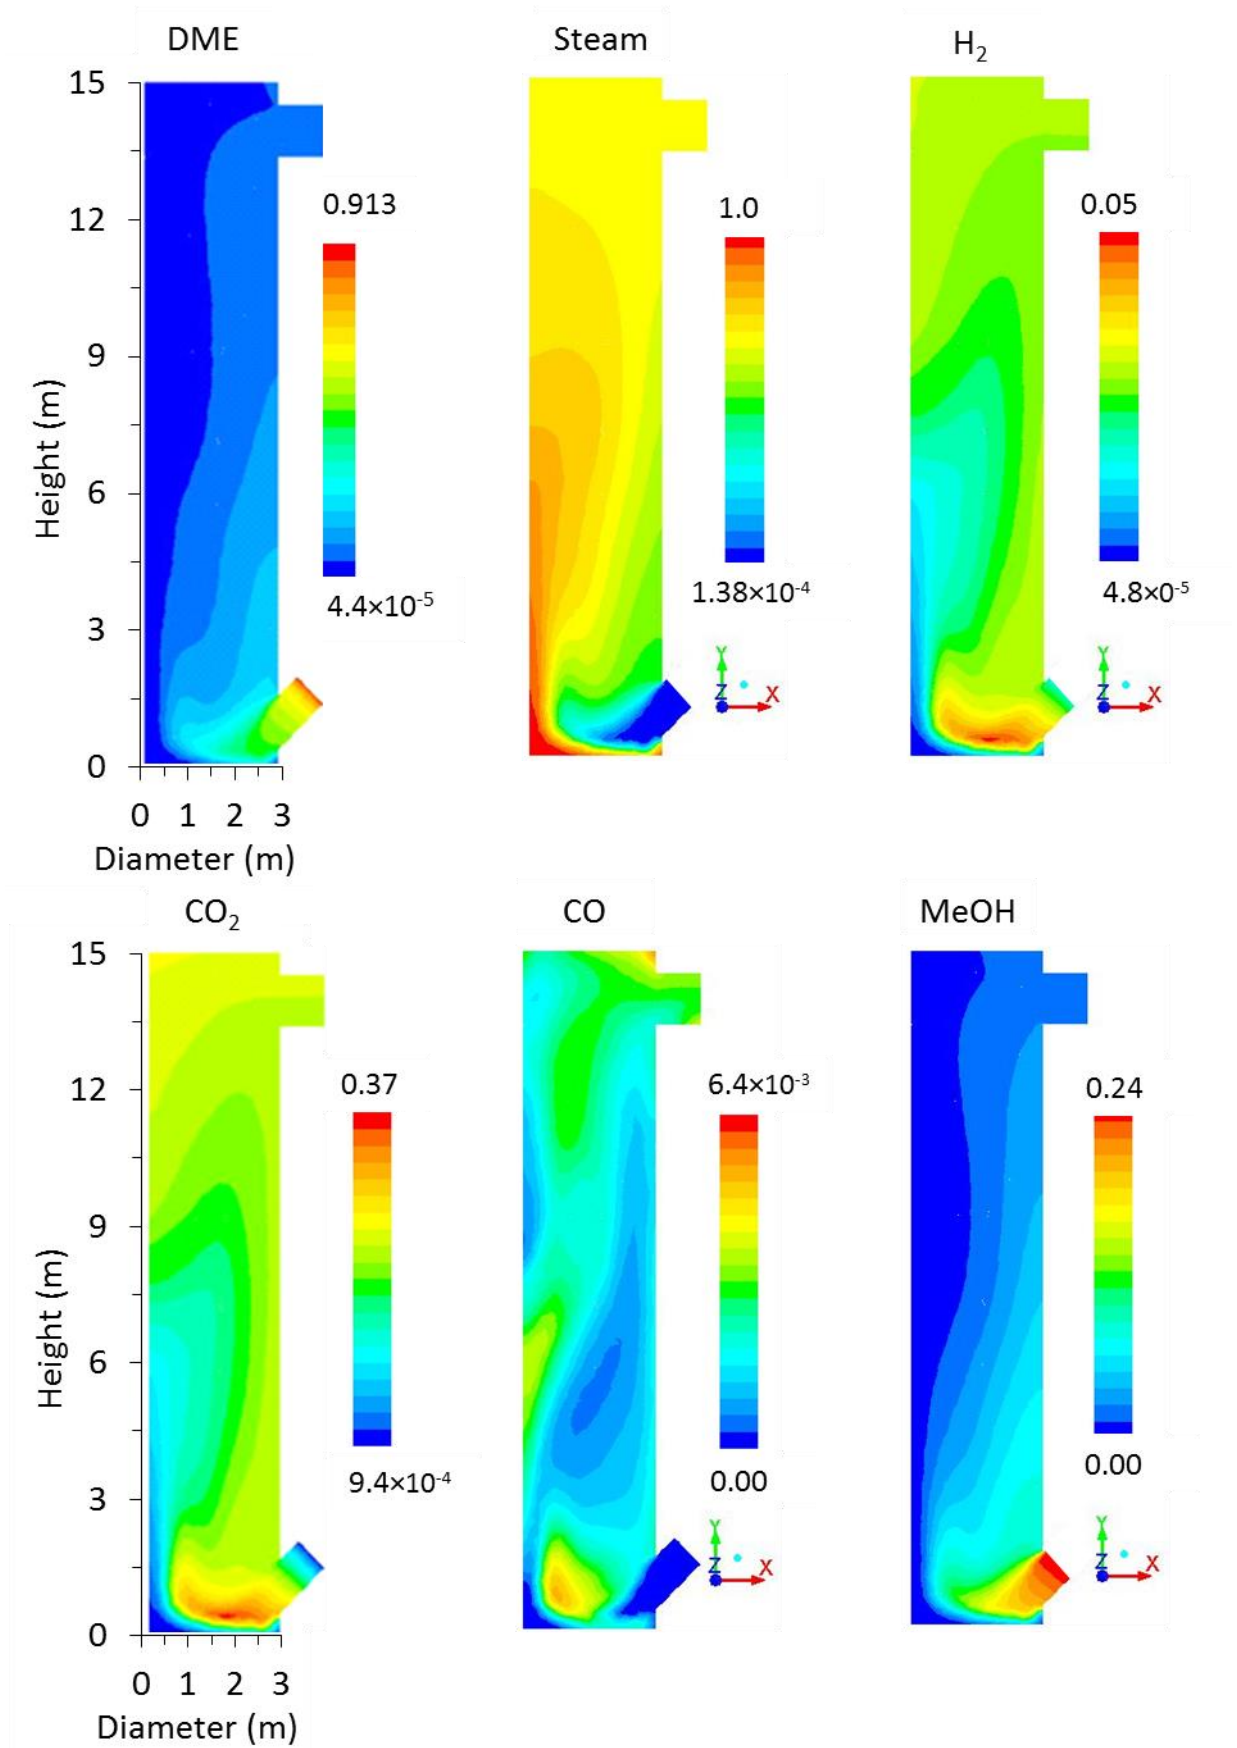 DME Steam H₂
15
12
9
6
3
0
Height (m)
0.913 1.0 0.05
4.4×10⁻⁵ 1.38×10⁻⁴ 4.8×0⁻⁵
Y Z X Y Z X
0 1 2 3
Diameter (m)
CO₂ CO MeOH
15
12
9
6
3
0
Height (m)
0.37 6.4×10⁻³ 0.24
9.4×10⁻⁴ 0.00 0.00
Y Z X Y Z X
0 1 2 3
Diameter (m)